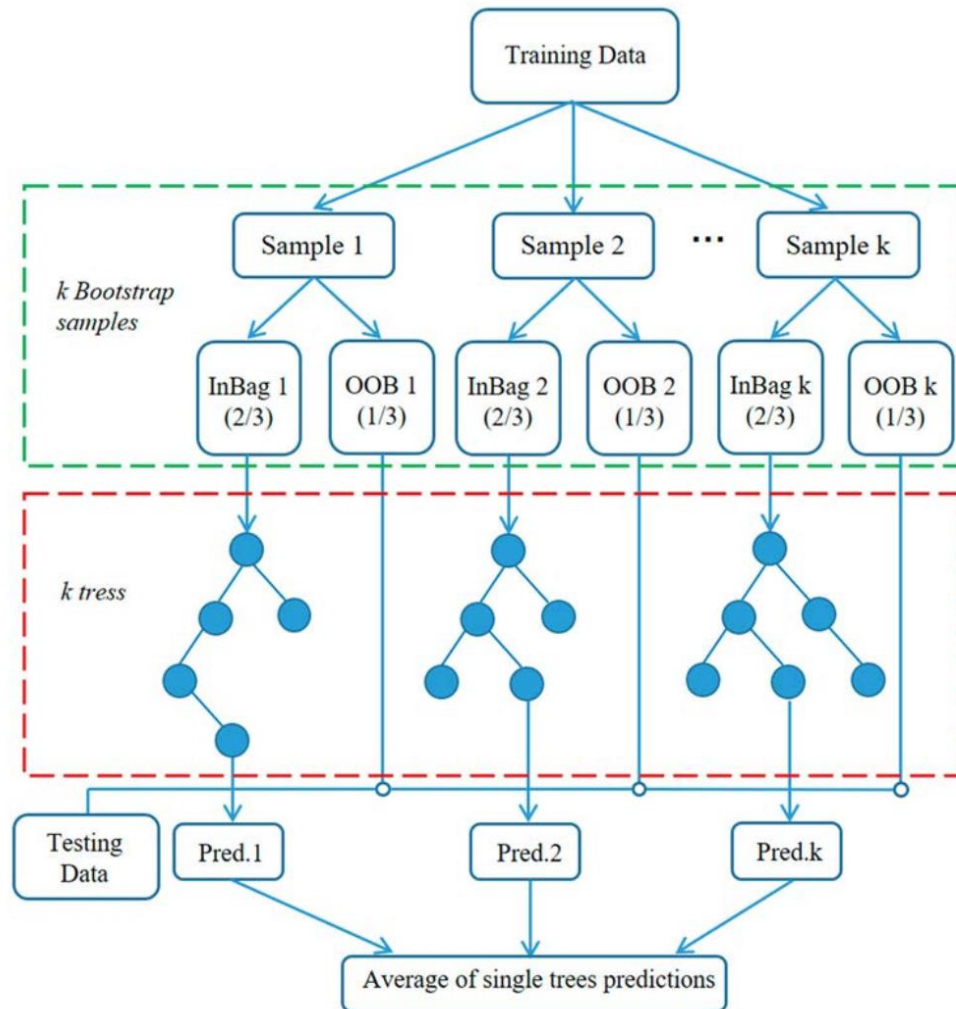 Training Data
Sample 1
Sample 2
...
Sample k
k Bootstrap
samples
InBag 1
(2/3)
OOB 1
(1/3)
InBag 2
(2/3)
OOB 2
(1/3)
InBag k
(2/3)
OOB k
(1/3)
k tress
Testing
Data
Pred.1
Pred.2
Pred.k
Average of single trees predictions